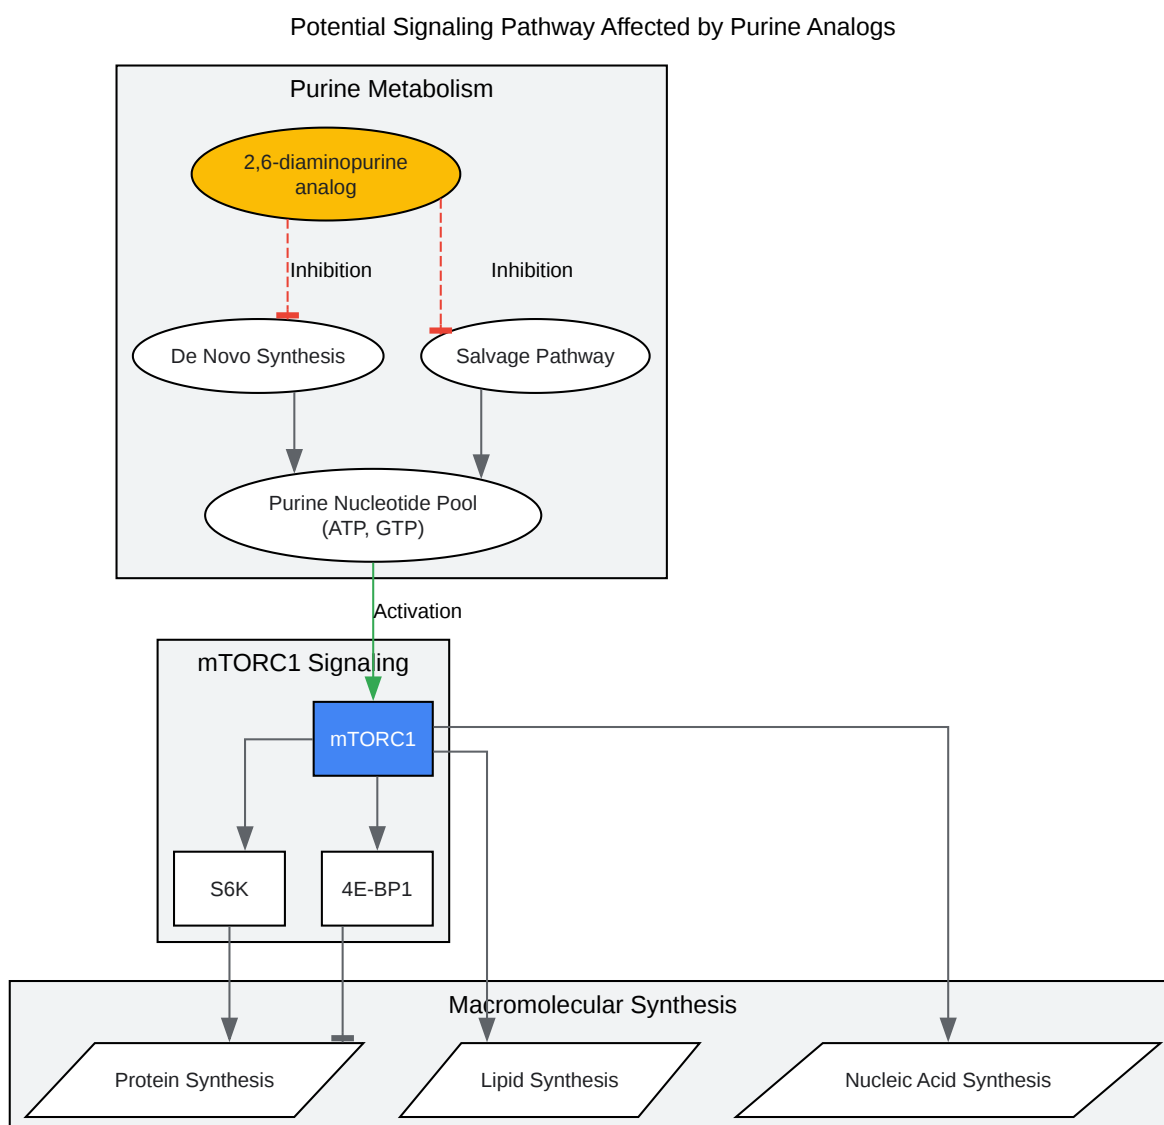 Potential Signaling Pathway Affected by Purine Analogs
Purine Metabolism
2,6-diaminopurine
analog
Inhibition
Inhibition
De Novo Synthesis
Salvage Pathway
Purine Nucleotide Pool
(ATP, GTP)
Activation
mTORC1 Signaling
mTORC1
S6K
4E-BP1
Macromolecular Synthesis
Protein Synthesis
Lipid Synthesis
Nucleic Acid Synthesis